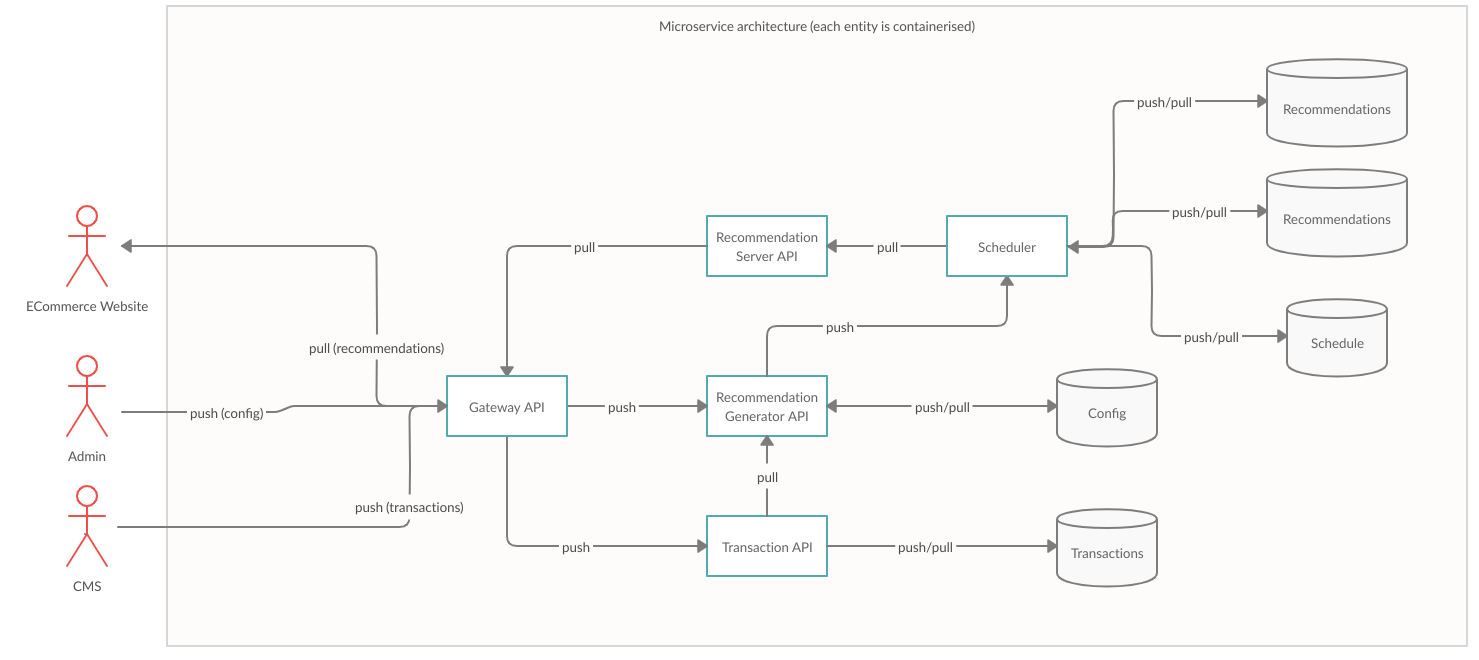 Microservice architecture (each entity is containerised)
push/pull
Recommendations
push/pull
Recommendations
ECommerce Website
pull
Recommendation
Server API
pull
Scheduler
push
push/pull
Schedule
pull (recommendations)
Admin
push (config)
Gateway API
push
Recommendation
Generator API
push/pull
Config
pull
CMS
push (transactions)
push
Transaction API
push/pull
Transactions